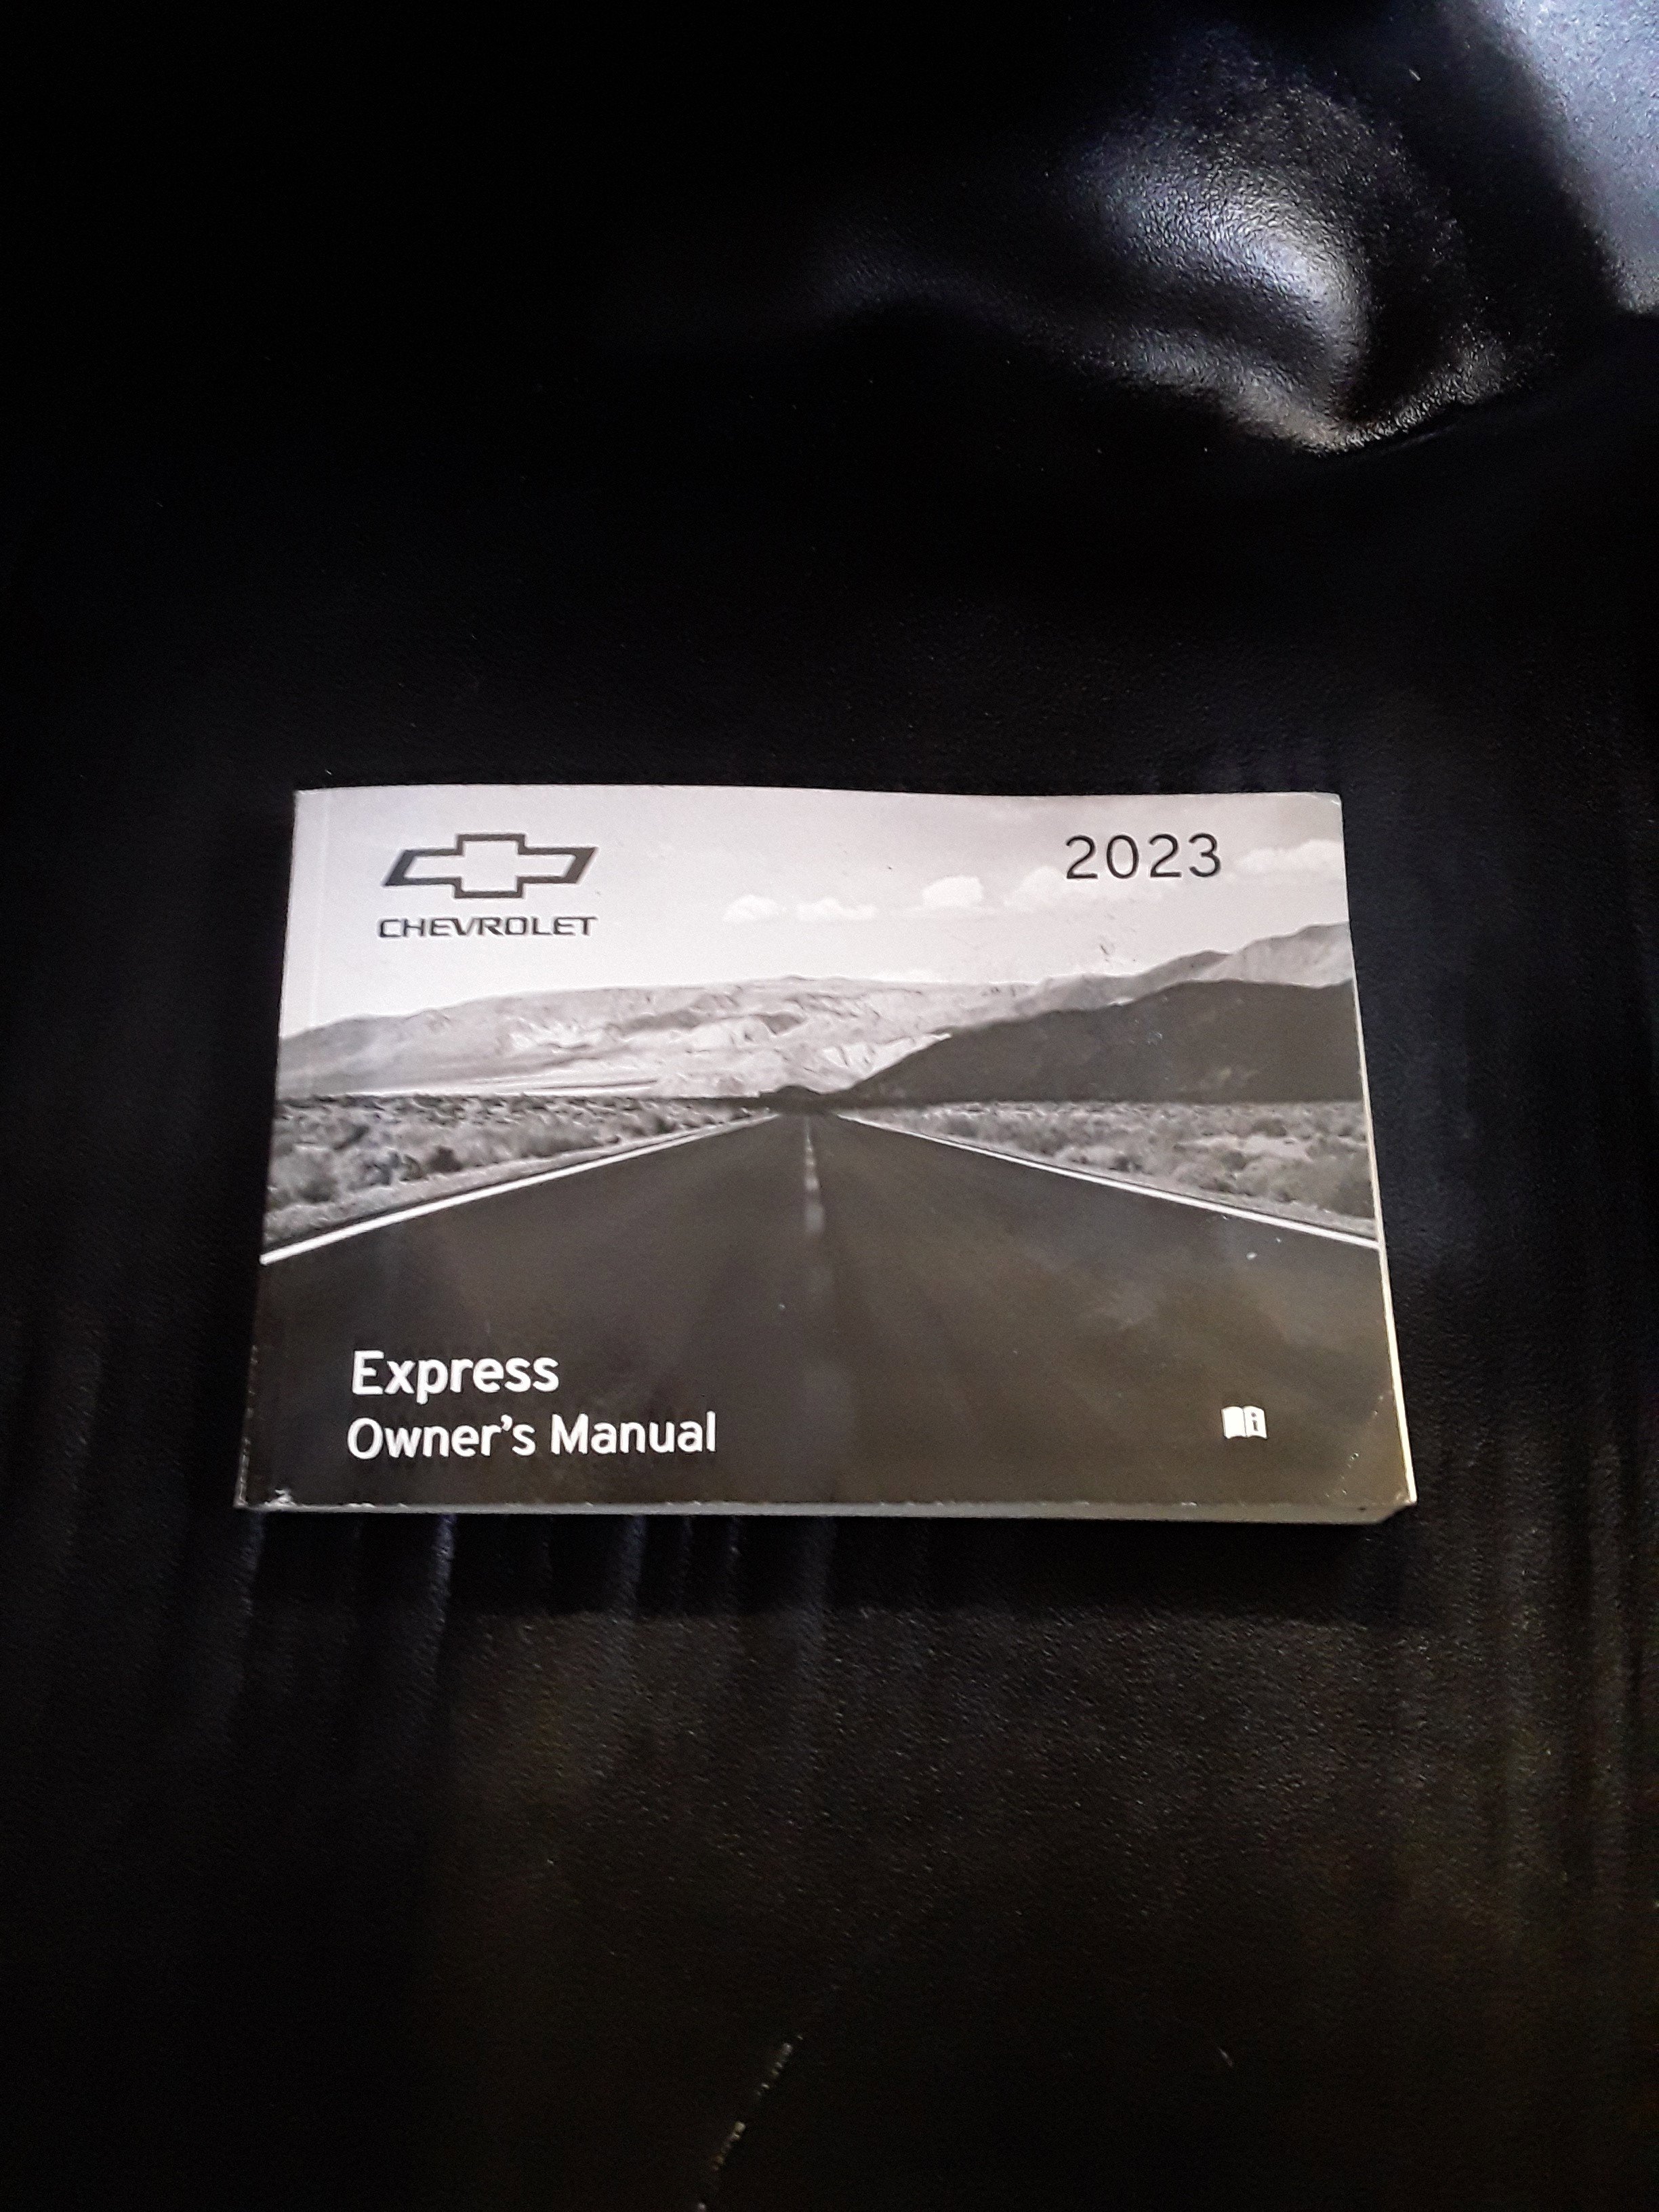 CHEVROLET
2023
Express
Owner's Manual